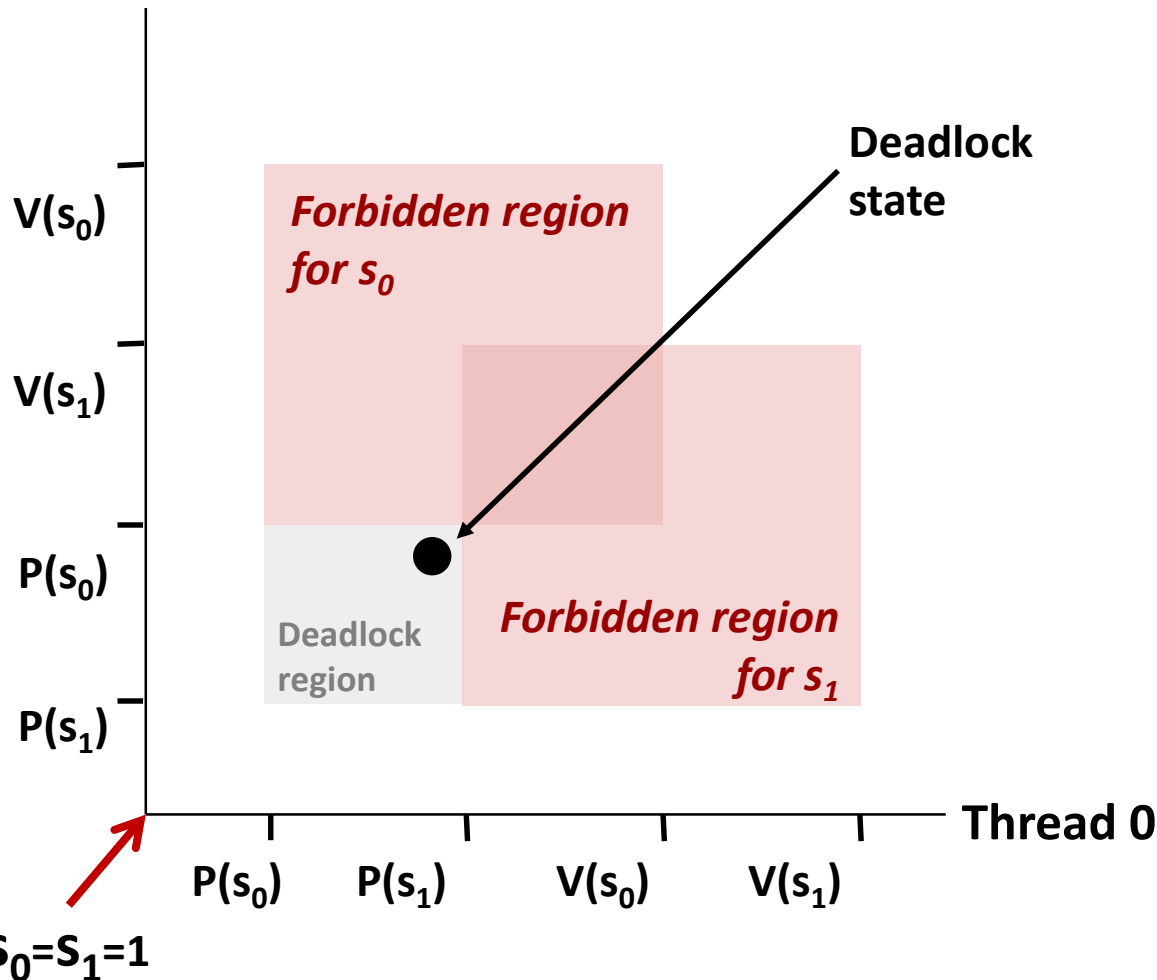 Deadlock
state
Forbidden region
for s₀
V(s₀)
V(s₁)
P(s₀)
P(s₁)
Deadlock
region
Forbidden region
for s₁
Thread 0
P(s₀) P(s₁) V(s₀) V(s₁)
s₀=s₁=1